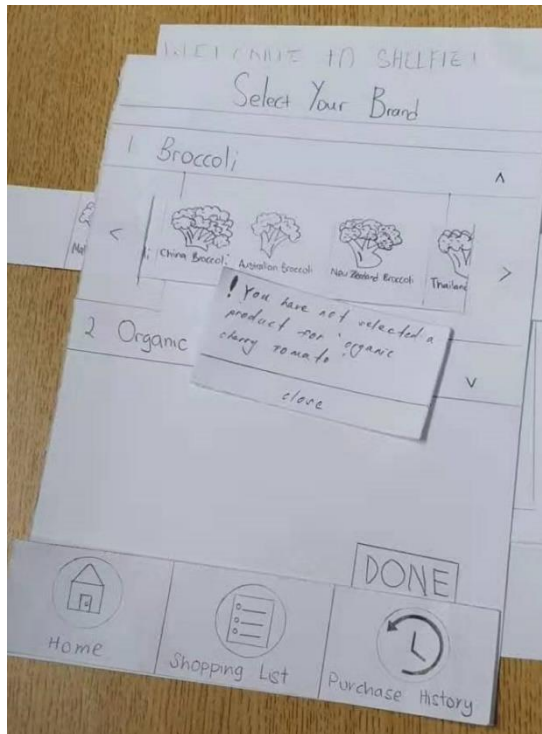 WELCOME TO SHELFIE!
Select Your Brand
1 Broccoli ^
<
China Broccoli
Australian Broccoli
New Zealand Broccoli
Thailand
>
! You have not selected a
product for 'organic
cherry tomato'
close
2 Organic v
DONE
Home
Shopping List
Purchase History